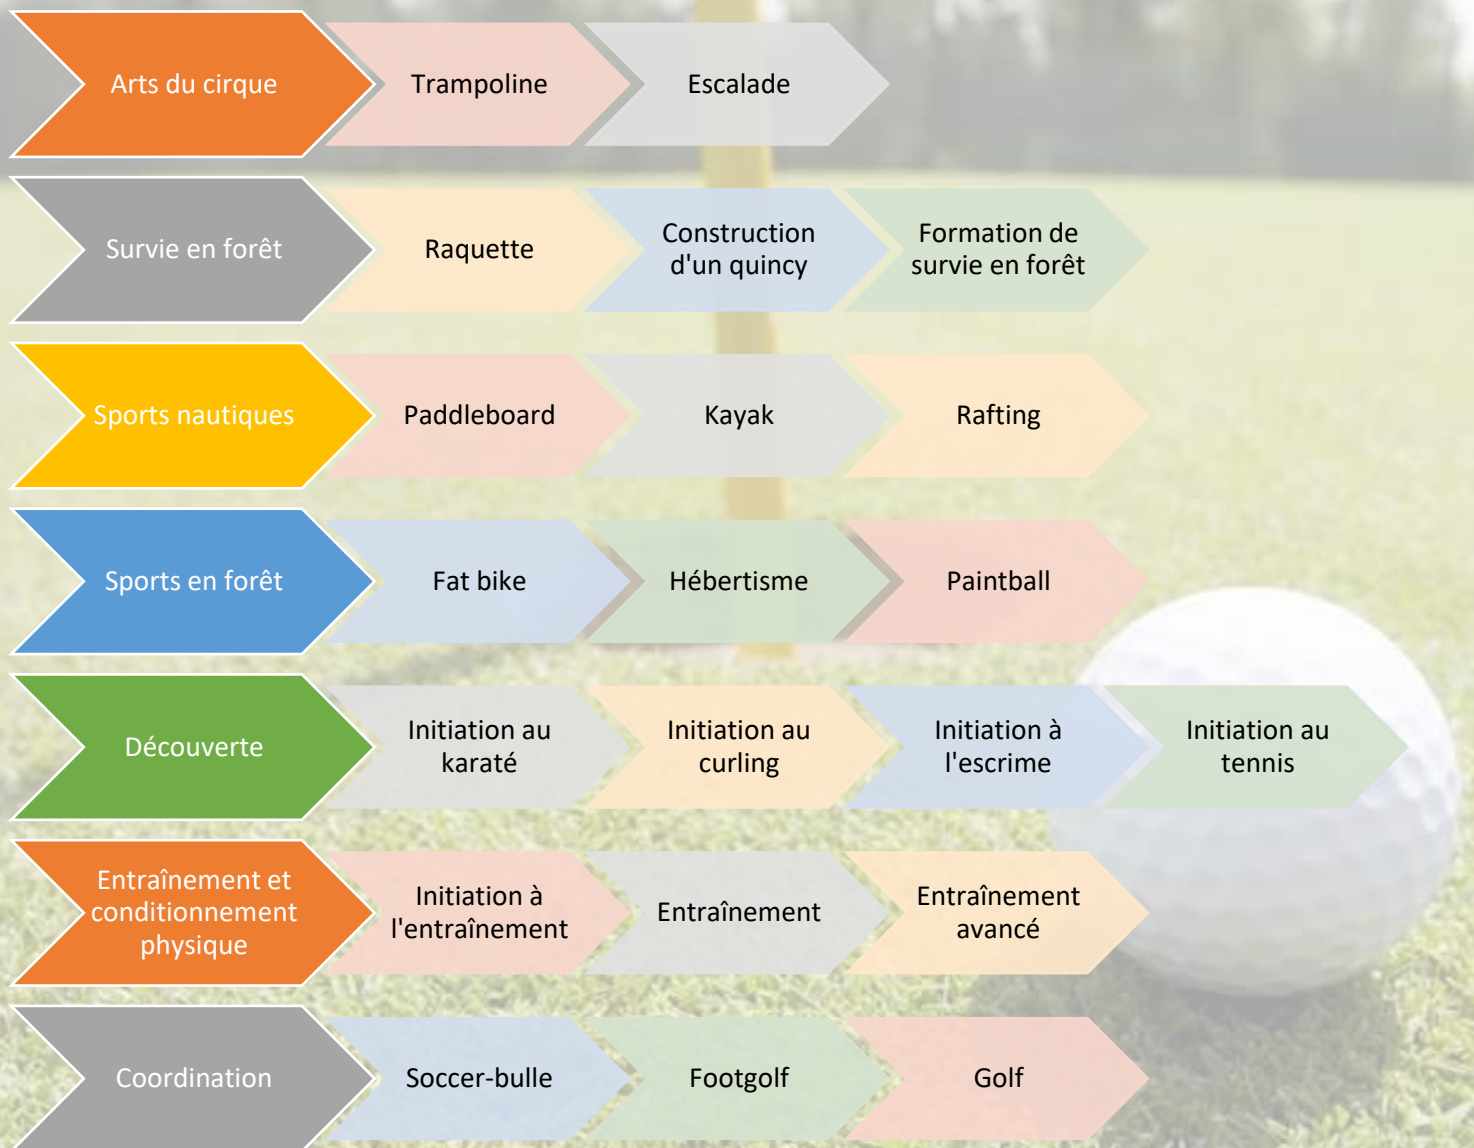 Arts du cirque
Trampoline
Escalade
Survie en forêt
Raquette
Construction
d'un quincy
Formation de
survie en forêt
Sports nautiques
Paddleboard
Kayak
Rafting
Sports en forêt
Fat bike
Hébertisme
Paintball
Découverte
Initiation au
karaté
Initiation au
curling
Initiation à
l'escrime
Initiation au
tennis
Entraînement et
conditionnement
physique
Initiation à
l'entraînement
Entraînement
Entraînement
avancé
Coordination
Soccer-bulle
Footgolf
Golf